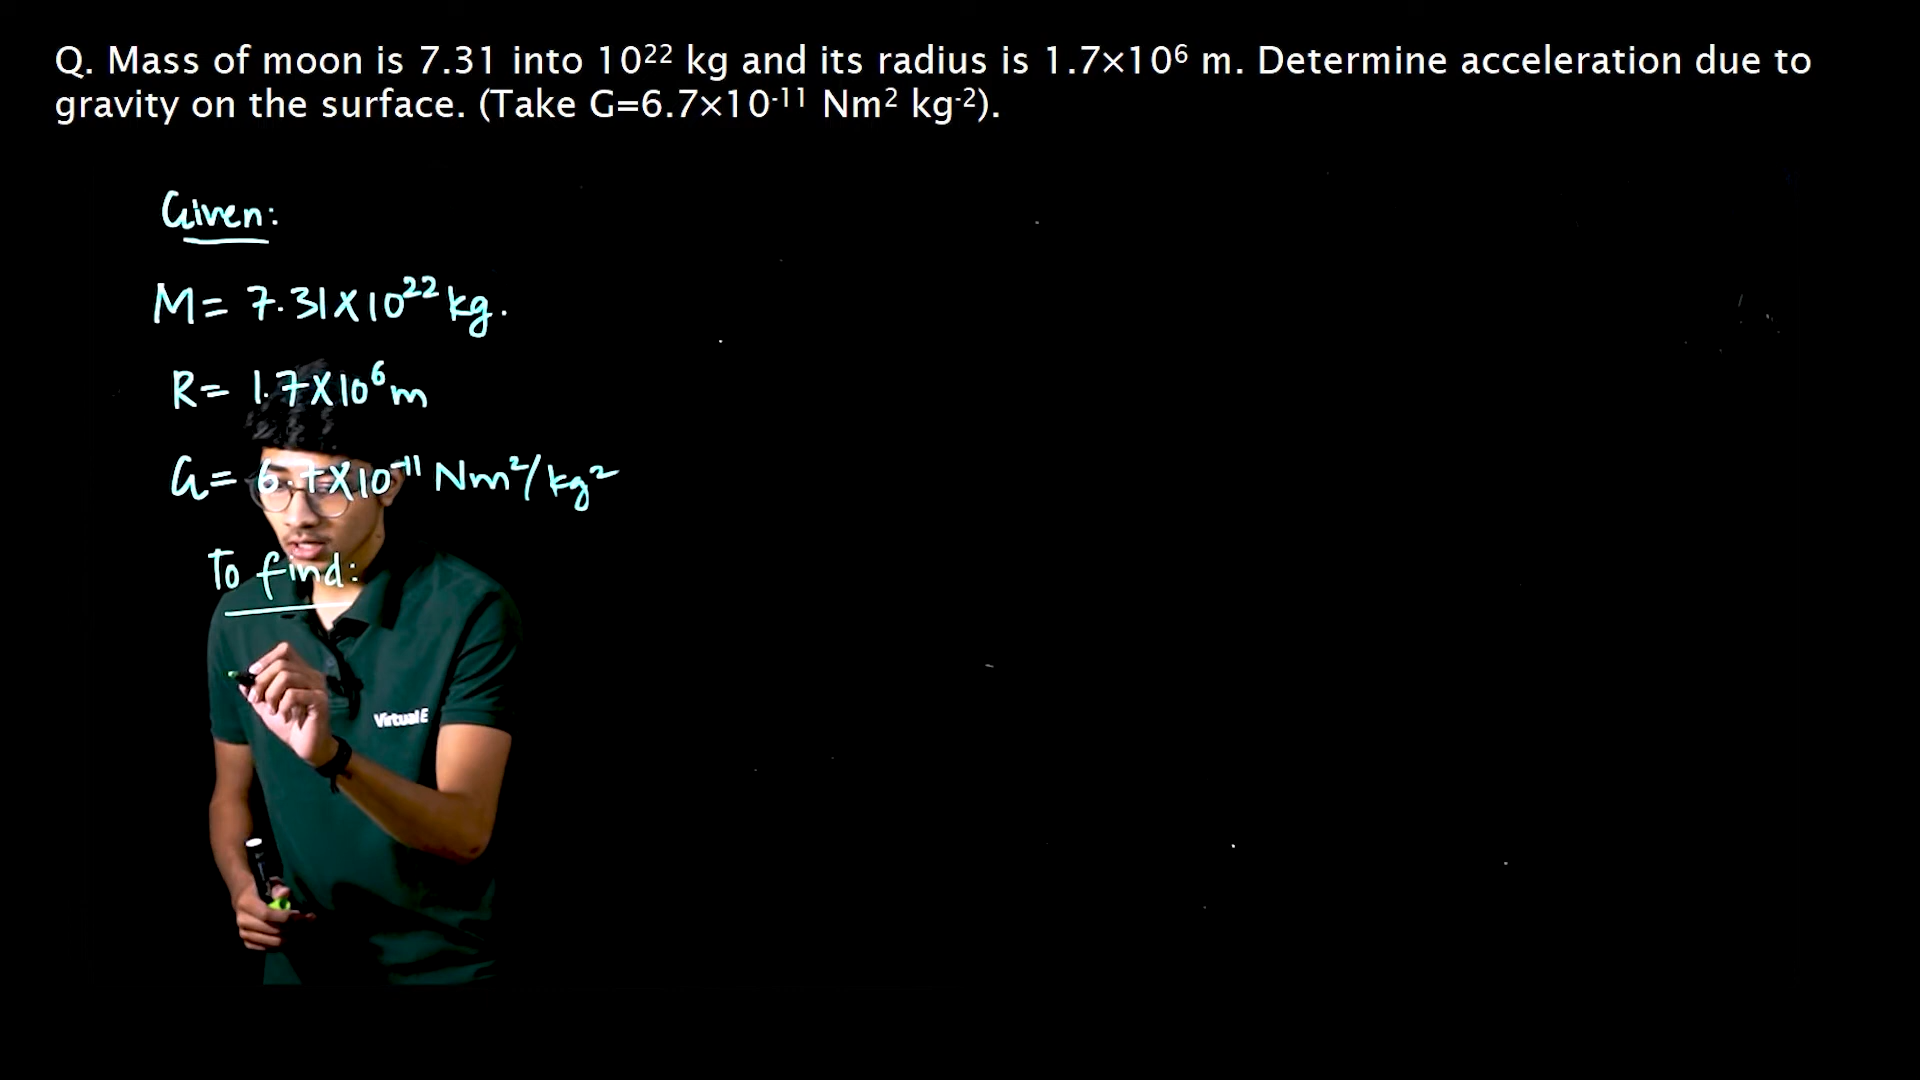 Q. Mass of moon is 7.31 into 10²² kg and its radius is 1.7×10⁶ m. Determine acceleration due to
gravity on the surface. (Take G=6.7×10⁻¹¹ Nm² kg⁻²).
Given:
M = 7.31×10²² kg.
R = 1.7×10⁶ m
G = 6.7×10⁻¹¹ Nm²/kg²
To find:
Virtual E